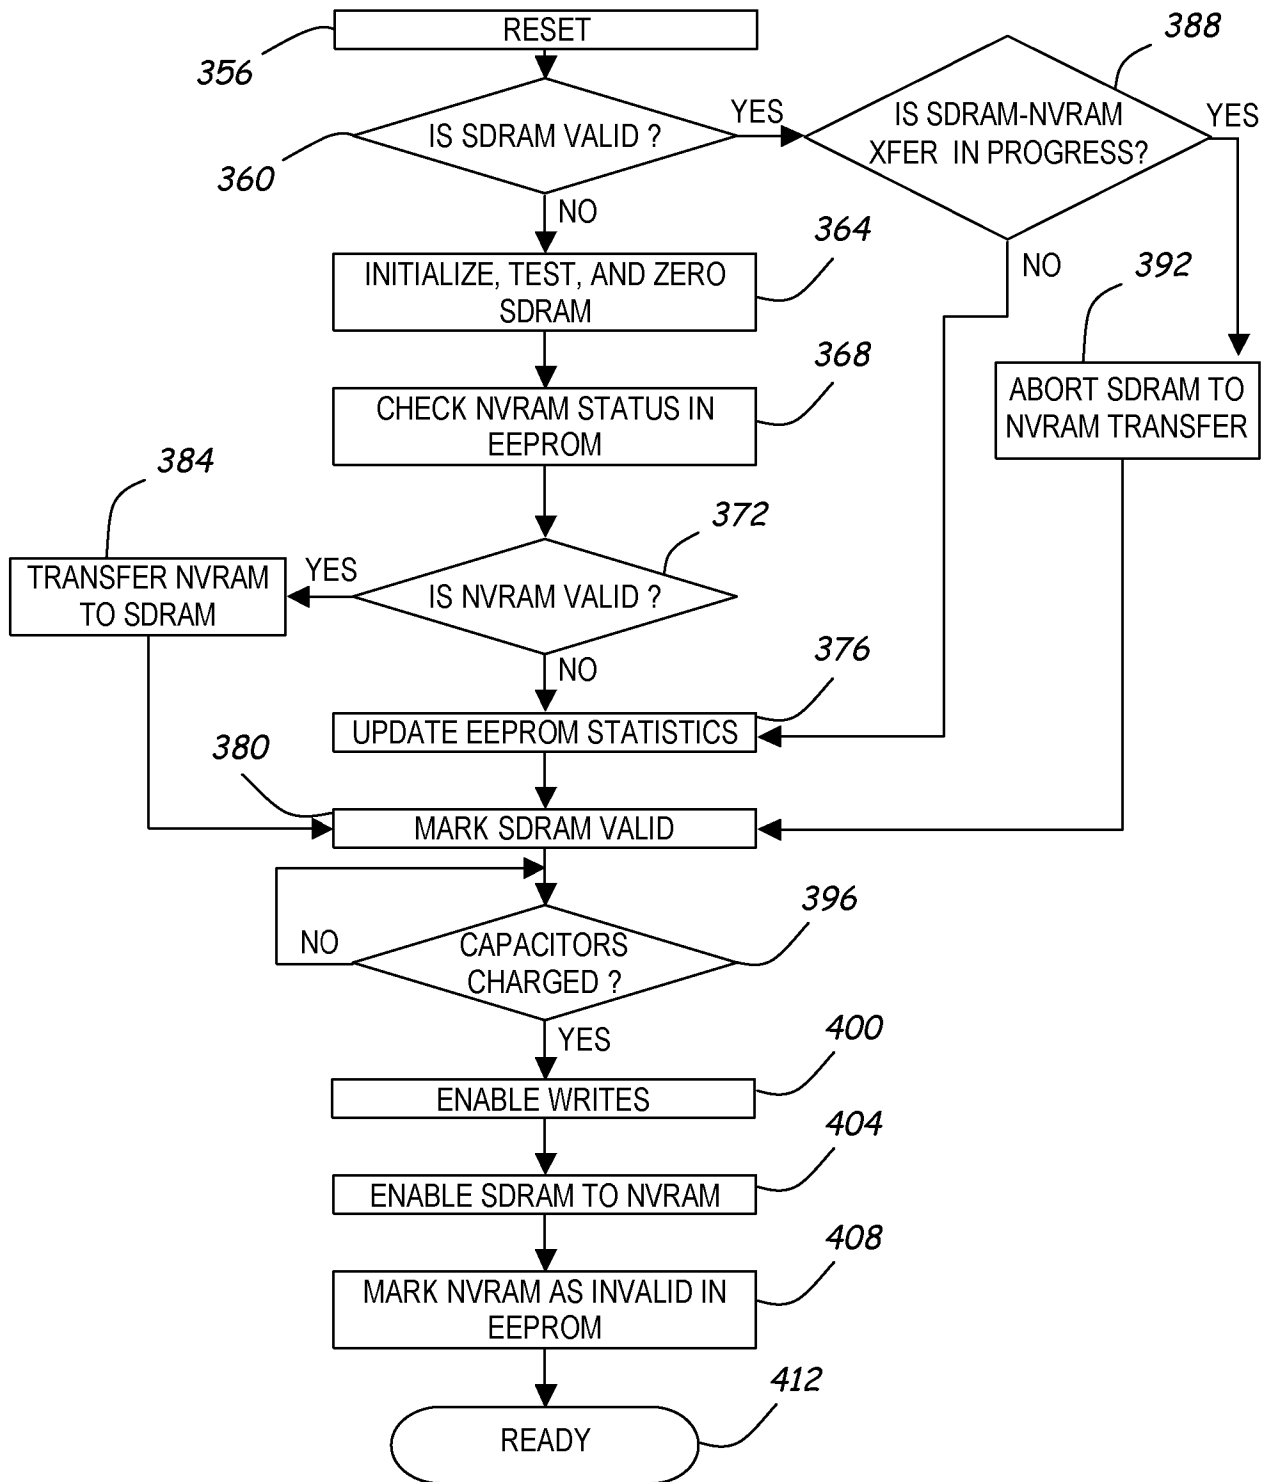 RESET
356
388
IS SDRAM VALID ?
YES
IS SDRAM-NVRAM
XFER IN PROGRESS?
YES
360
NO
364
NO
392
INITIALIZE, TEST, AND ZERO
SDRAM
368
CHECK NVRAM STATUS IN
EEPROM
ABORT SDRAM TO
NVRAM TRANSFER
384
372
TRANSFER NVRAM
TO SDRAM
YES
IS NVRAM VALID ?
NO
376
UPDATE EEPROM STATISTICS
380
MARK SDRAM VALID
396
NO
CAPACITORS
CHARGED ?
YES
400
ENABLE WRITES
404
ENABLE SDRAM TO NVRAM
408
MARK NVRAM AS INVALID IN
EEPROM
412
READY